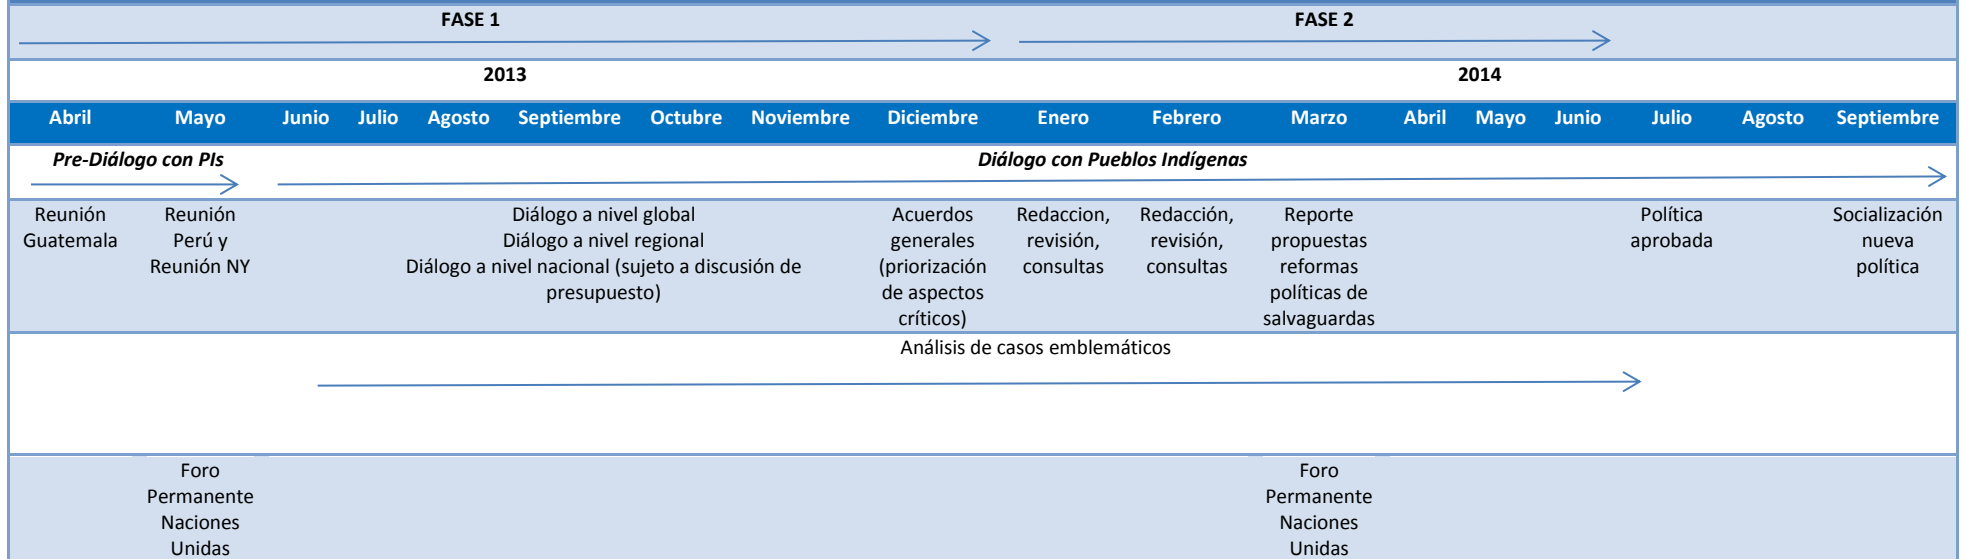 FASE 1 FASE 2
2013 2014
Abril Mayo Junio Julio Agosto Septiembre Octubre Noviembre Diciembre Enero Febrero Marzo Abril Mayo Junio Julio Agosto Septiembre
Pre-Diálogo con PIs Diálogo con Pueblos Indígenas
Reunión
Guatemala
Reunión
Perú y
Reunión NY
Diálogo a nivel global
Diálogo a nivel regional
Diálogo a nivel nacional (sujeto a discusión de
presupuesto)
Acuerdos
generales
(priorización
de aspectos
críticos)
Redaccion,
revisión,
consultas
Redacción,
revisión,
consultas
Reporte
propuestas
reformas
políticas de
salvaguardas
Política
aprobada
Socialización
nueva
política
Análisis de casos emblemáticos
Foro
Permanente
Naciones
Unidas
Foro
Permanente
Naciones
Unidas